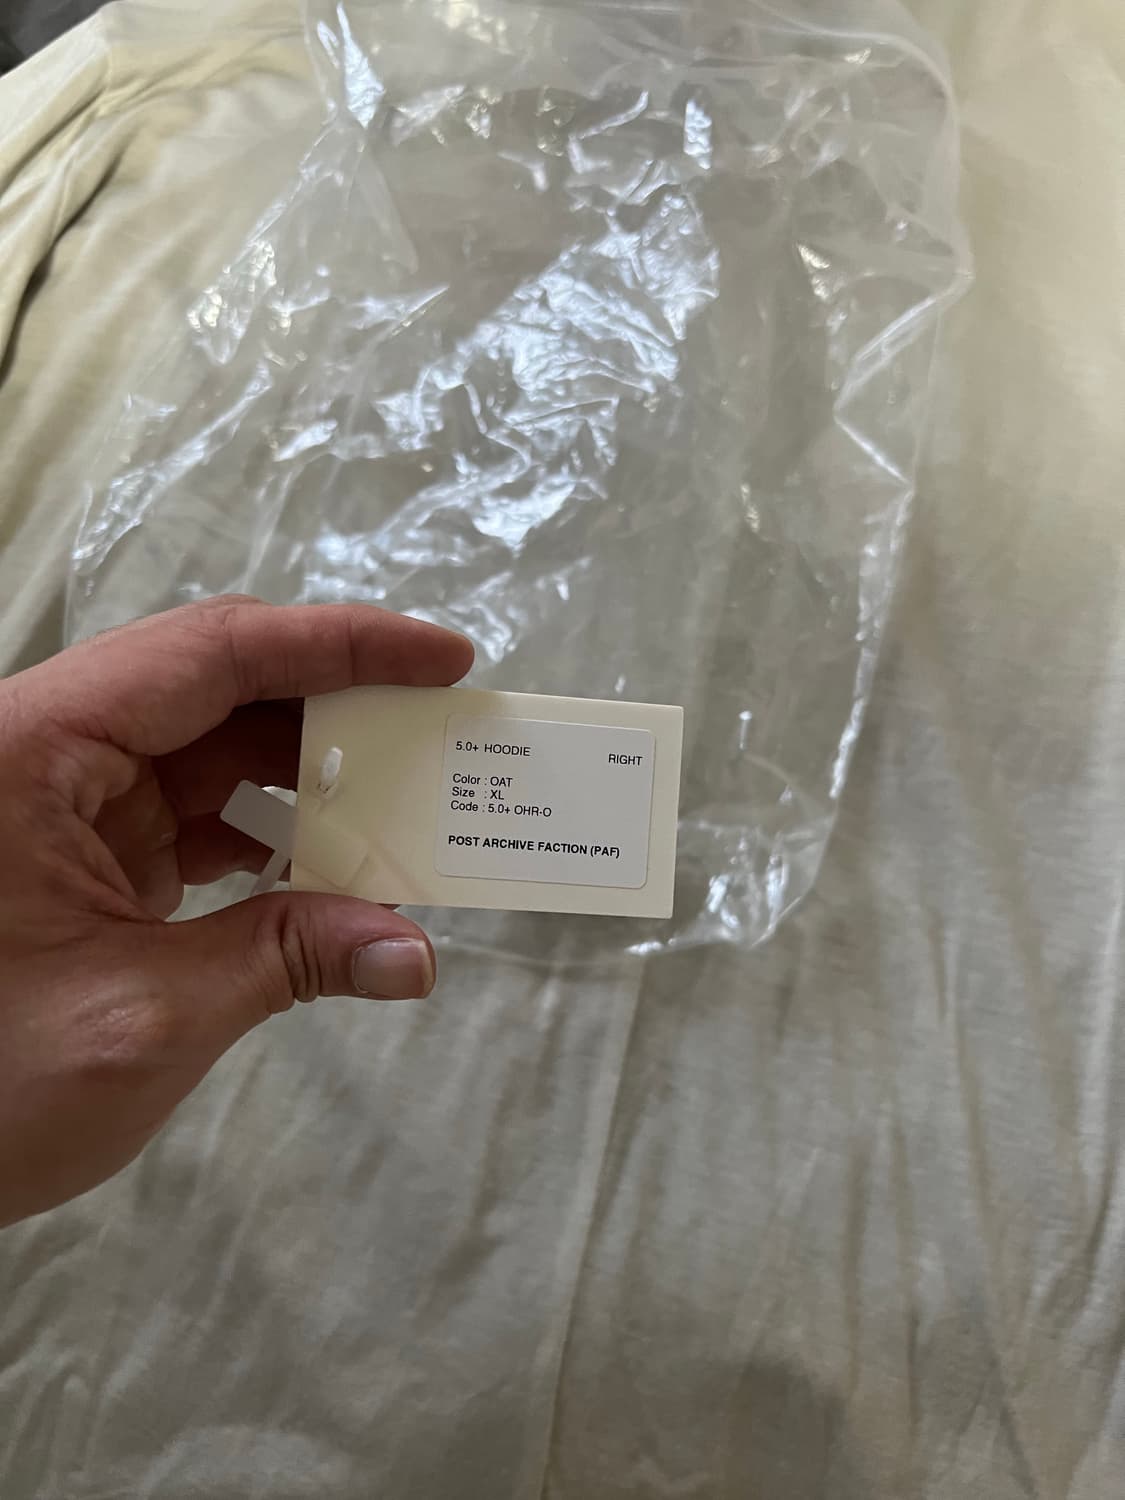 5.0+ HOODIE RIGHT
Color : OAT
Size : XL
Code : 5.0+ OHR-O
POST ARCHIVE FACTION (PAF)